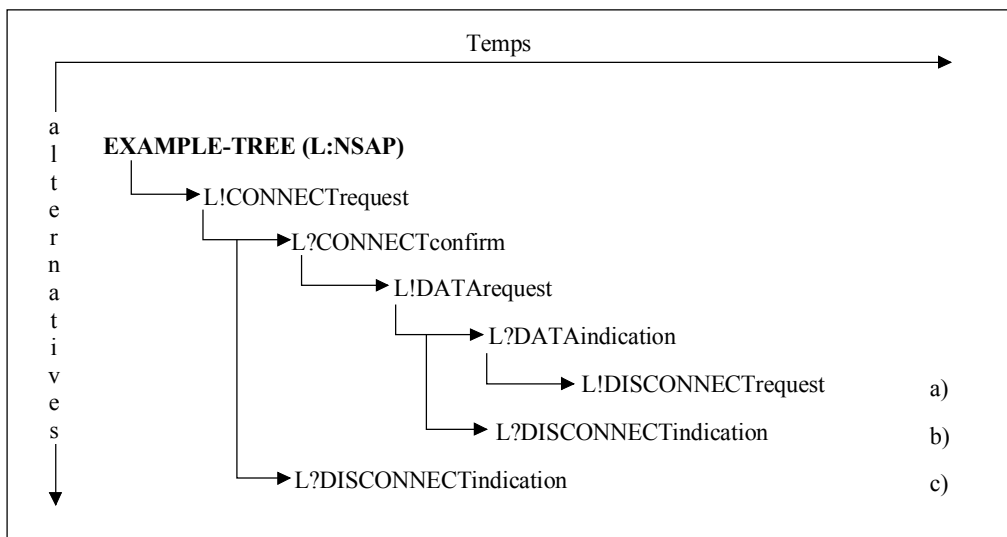 Temps
alternatives
EXAMPLE-TREE (L:NSAP)
L!CONNECTrequest
L?CONNECTconfirm
L!DATArequest
L?DATAindication
L!DISCONNECTrequest a)
L?DISCONNECTindication b)
L?DISCONNECTindication c)